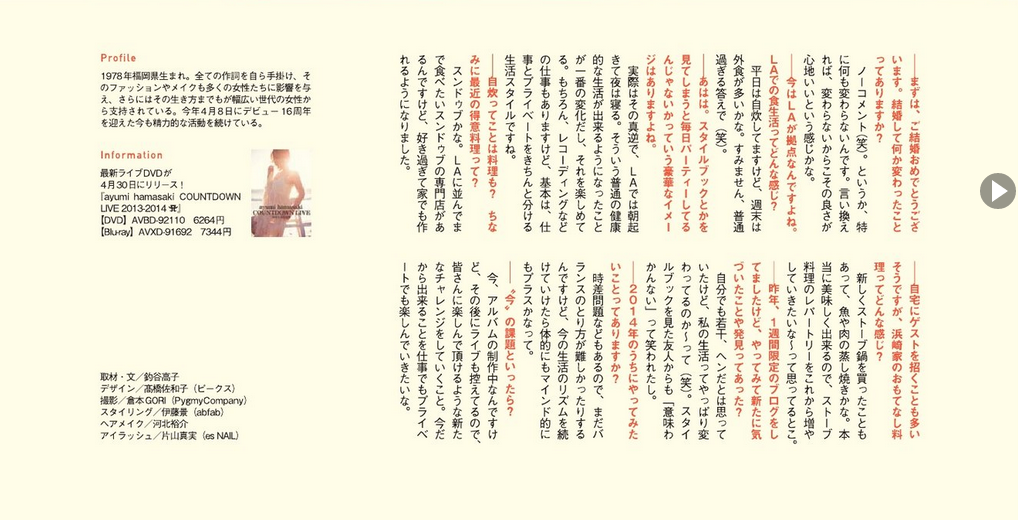 ――まずは、ご結婚おめでとうござ
います。結婚して何か変わったこと
ってありますか？
ノーコメント(笑)。というか、特
に何も変わらないんです。言い換え
れば、変わらないからこその良さが
心地いいという感じかな。
――今はLAが拠点なんですよね。
LAでの食生活ってどんな感じ？
平日は自炊してますけど、週末は
外食が多いかな。すみません、普通
過ぎる答えで（笑）。
――あはは。スタイルブックとかを
見てしまうと毎日パーティーしてる
んじゃないかっていう豪華なイメー
ジはありますよね。
実際はその真逆で、LAでは朝起
きて夜は寝る。そういう普通の健康
的な生活が出来るようになったこと
が一番の変化だし、それを楽しめて
る。もちろん、レコーディングなど
の仕事もありますけど、基本は、仕
事とプライベートをきちんと分ける
生活スタイルですね。
――自炊ってことは料理も？　ちな
みに最近の得意料理って？
スンドゥブかな。LAに並んでま
で食べたいスンドゥブの専門店があ
るんですけど、好き過ぎて家でも作
れるようになりました。
――自宅にゲストを招くことも多い
そうですが、浜崎家のおもてなし料
理ってどんな感じ？
新しくストーブ鍋を買ったことも
あって、魚や肉の蒸し焼きかな。本
当に美味しく出来るので、ストーブ
料理のレパートリーをこれから増や
していきたいな～って思ってるとこ。
――昨年、1週間限定のブログをし
てましたけど、やってみて新たに気
づいたことや発見ってあった？
自分でも若干、ヘンだとは思って
いたけど、私の生活ってやっぱり変
わってるのか～って（笑）。スタイ
ルブックを見た友人からも「意味わ
かんない」って笑われたし。
――2014年のうちにやってみた
いことってありますか？
時差問題などもあるので、まだバ
ランスのとり方が難しかったりする
んですけど、今の生活のリズムを続
けていけたら体的にもマインド的に
もプラスかなって。
――“今”の課題といったら？
今、アルバムの制作中なんですけ
ど、その後にライブも控えてるので、
皆さんに楽しんで頂けるような新た
なチャレンジをしていくこと。今だ
から出来ることを仕事でもプライベ
ートでも楽しんでいきたいな。
Profile
1978年福岡県生まれ。全ての作詞を自ら手掛け、そ
のファッションやメイクも多くの女性たちに影響を与
え、さらにはその生き方までもが幅広い世代の女性か
ら支持されている。今年4月8日にデビュー16周年
を迎えた今も精力的な活動を続けている。
Information
最新ライブDVDが
4月30日にリリース！
『ayumi hamasaki COUNTDOWN
LIVE 2013-2014 』
【DVD】AVBD-92110　6264円
【Blu-ray】AVXD-91692　7344円
ayumi hamasaki
COUNTDOWN LIVE
取材・文／釣谷高子
デザイン／髙橋佐和子（ピークス）
撮影／倉本GORI（PygmyCompany）
スタイリング／伊藤景（abfab）
ヘアメイク／河北裕介
アイラッシュ／片山真実（es NAIL）